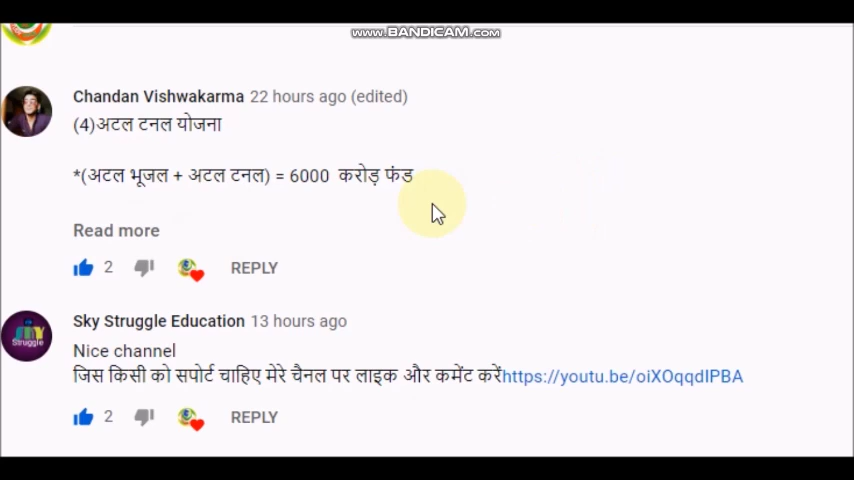 www.BANDICAM.com
Chandan Vishwakarma 22 hours ago (edited)
(4)अटल टनल योजना
*(अटल भूजल + अटल टनल) = 6000 करोड़ फंड
Read more
2 REPLY
Struggle
Sky Struggle Education 13 hours ago
Nice channel
जिस किसी को सपोर्ट चाहिए मेरे चैनल पर लाइक और कमेंट करेंhttps://youtu.be/oiXOqqdIPBA
2 REPLY